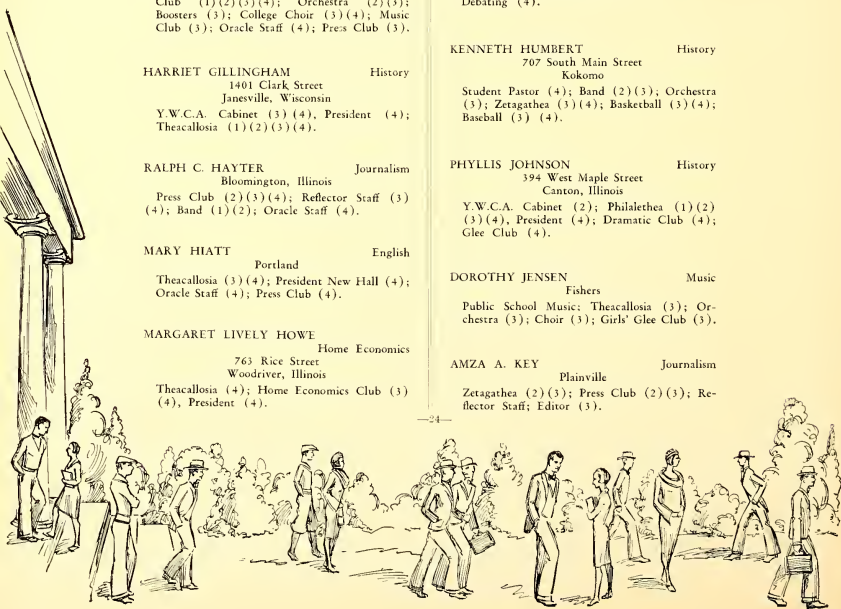 Club (1)(2)(3)(4); Orchestra (2)(3);
Boosters (3); College Choir (3)(4); Music
Club (3); Oracle Staff (4); Press Club (3).
HARRIET GILLINGHAM History
1401 Clark Street
Janesville, Wisconsin
Y.W.C.A. Cabinet (3) (4), President (4);
Theacallosia (1)(2)(3)(4).
RALPH C. HAYTER Journalism
Bloomington, Illinois
Press Club (2)(3)(4); Reflector Staff (3)
(4); Band (1)(2); Oracle Staff (4).
MARY HIATT English
Portland
Theacallosia (3)(4); President New Hall (4);
Oracle Staff (4); Press Club (4).
MARGARET LIVELY HOWE
Home Economics
763 Rice Street
Woodriver, Illinois
Theacallosia (4); Home Economics Club (3)
(4), President (4).
Debating (4).
KENNETH HUMBERT History
707 South Main Street
Kokomo
Student Pastor (4); Band (2)(3); Orchestra
(3); Zetagathea (3)(4); Basketball (3)(4);
Baseball (3) (4).
PHYLLIS JOHNSON History
394 West Maple Street
Canton, Illinois
Y.W.C.A. Cabinet (2); Philalethea (1)(2)
(3)(4), President (4); Dramatic Club (4);
Glee Club (4).
DOROTHY JENSEN Music
Fishers
Public School Music; Theacallosia (3); Or-
chestra (3); Choir (3); Girls' Glee Club (3).
AMZA A. KEY Journalism
Plainville
Zetagathea (2)(3); Press Club (2)(3); Re-
flector Staff; Editor (3).
—24—